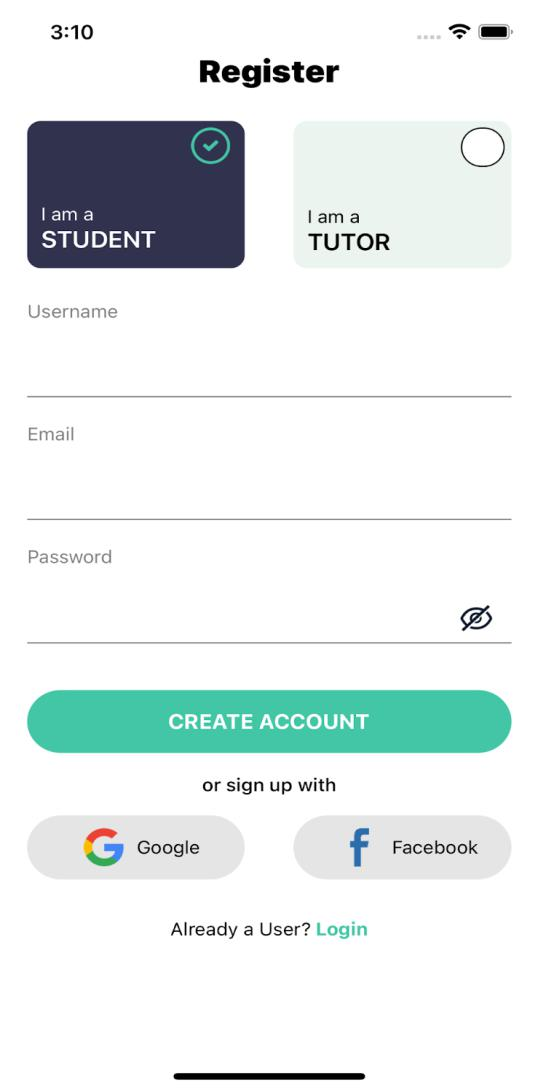 3:10
Register
I am a
STUDENT
I am a
TUTOR
Username
Email
Password
CREATE ACCOUNT
or sign up with
Google
Facebook
Already a User? Login